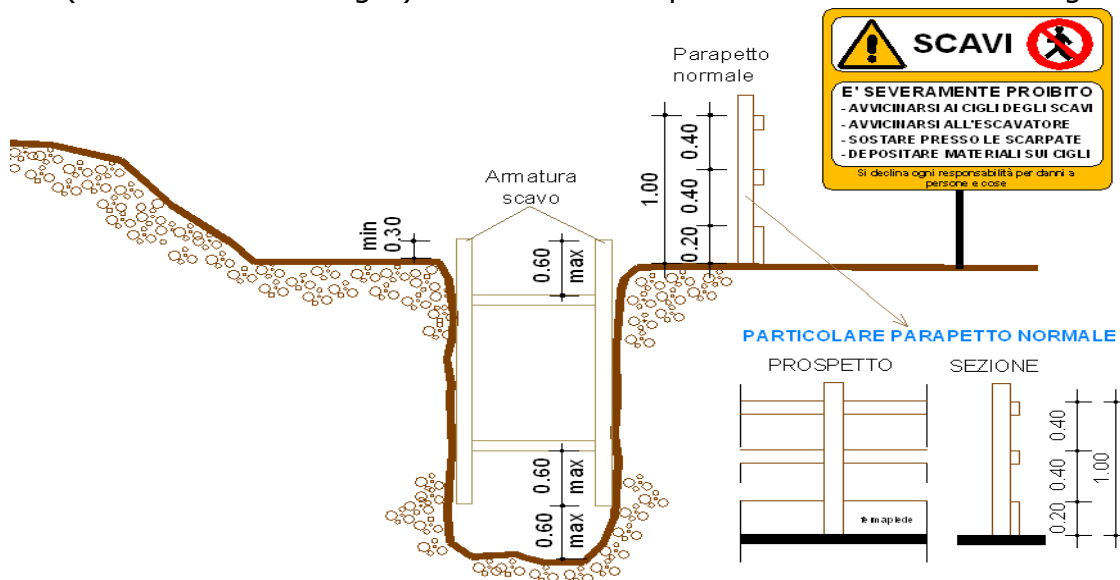 Parapetto
normale
SCAVI
E' SEVERAMENTE PROIBITO
- AVVICINARSI AI CIGLI DEGLI SCAVI
- AVVICINARSI ALL'ESCAVATORE
- SOSTARE PRESSO LE SCARPATE
- DEPOSITARE MATERIALI SUI CIGLI
Si declina ogni responsabilità per danni a
persone e cose
Armatura
scavo
min
0.30
0.60
max
1.00
0.40
0.40
0.20
0.60
max
0.60
max
PARTICOLARE PARAPETTO NORMALE
PROSPETTO
SEZIONE
fermapiede
0.40
0.40
0.20
1.00